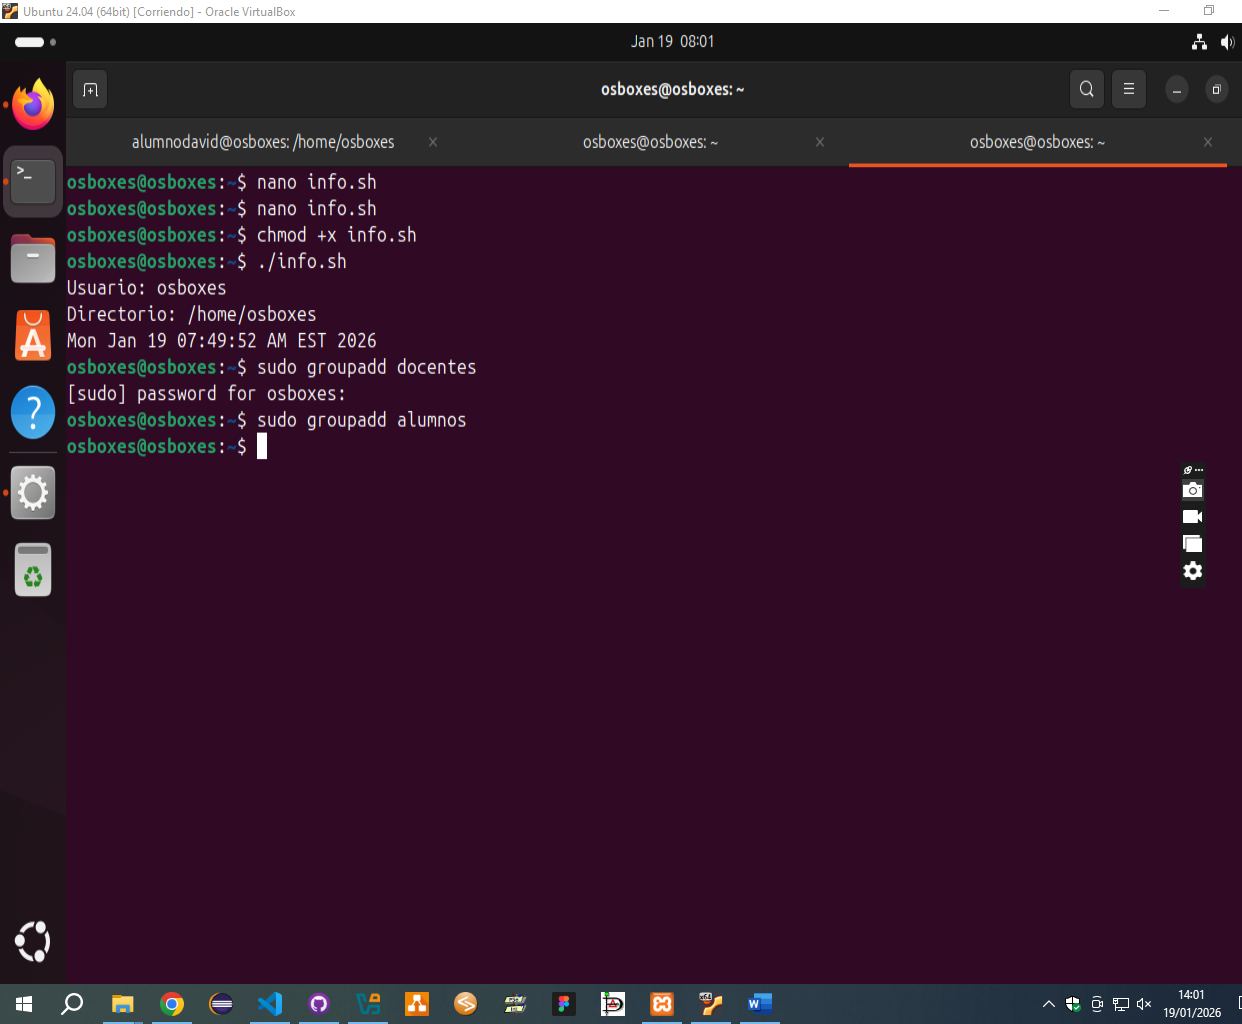 Ubuntu 24.04 (64bit) [Corriendo] - Oracle VirtualBox
Jan 19 08:01
osboxes@osboxes: ~
alumnodavid@osboxes: /home/osboxes
osboxes@osboxes: ~
osboxes@osboxes: ~
osboxes@osboxes:~$ nano info.sh
osboxes@osboxes:~$ nano info.sh
osboxes@osboxes:~$ chmod +x info.sh
osboxes@osboxes:~$ ./info.sh
Usuario: osboxes
Directorio: /home/osboxes
Mon Jan 19 07:49:52 AM EST 2026
osboxes@osboxes:~$ sudo groupadd docentes
[sudo] password for osboxes:
osboxes@osboxes:~$ sudo groupadd alumnos
osboxes@osboxes:~$
14:01
19/01/2026